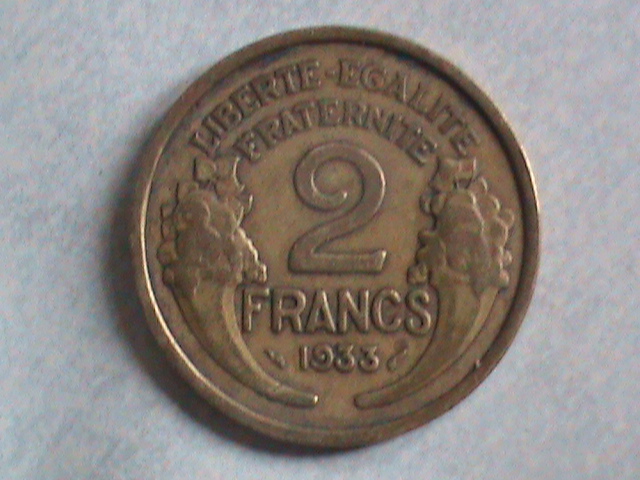 LIBERTE-EGALITE
FRATERNITE
2
FRANCS
1933